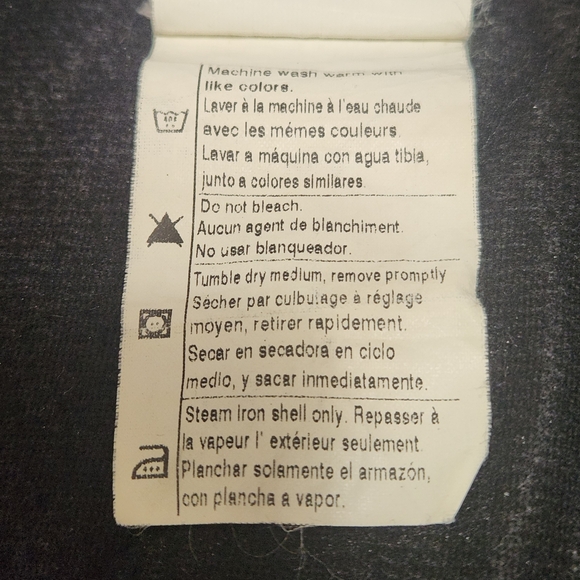 Machine wash warm with
like colors.
Laver à la machine à l'eau chaude
avec les mémes couleurs.
Lavar a máquina con agua tibia,
junto a colores similares.
Do not bleach.
Aucun agent de blanchiment.
No usar blanqueador.
Tumble dry medium, remove promptly
Sécher par culbutage à réglage
moyen, retirer rapidement.
Secar en secadora en ciclo
medio, y sacar inmediatamente.
Steam iron shell only. Repasser à
la vapeur l' extérieur seulement.
Planchar solamente el armazón,
con plancha a vapor.